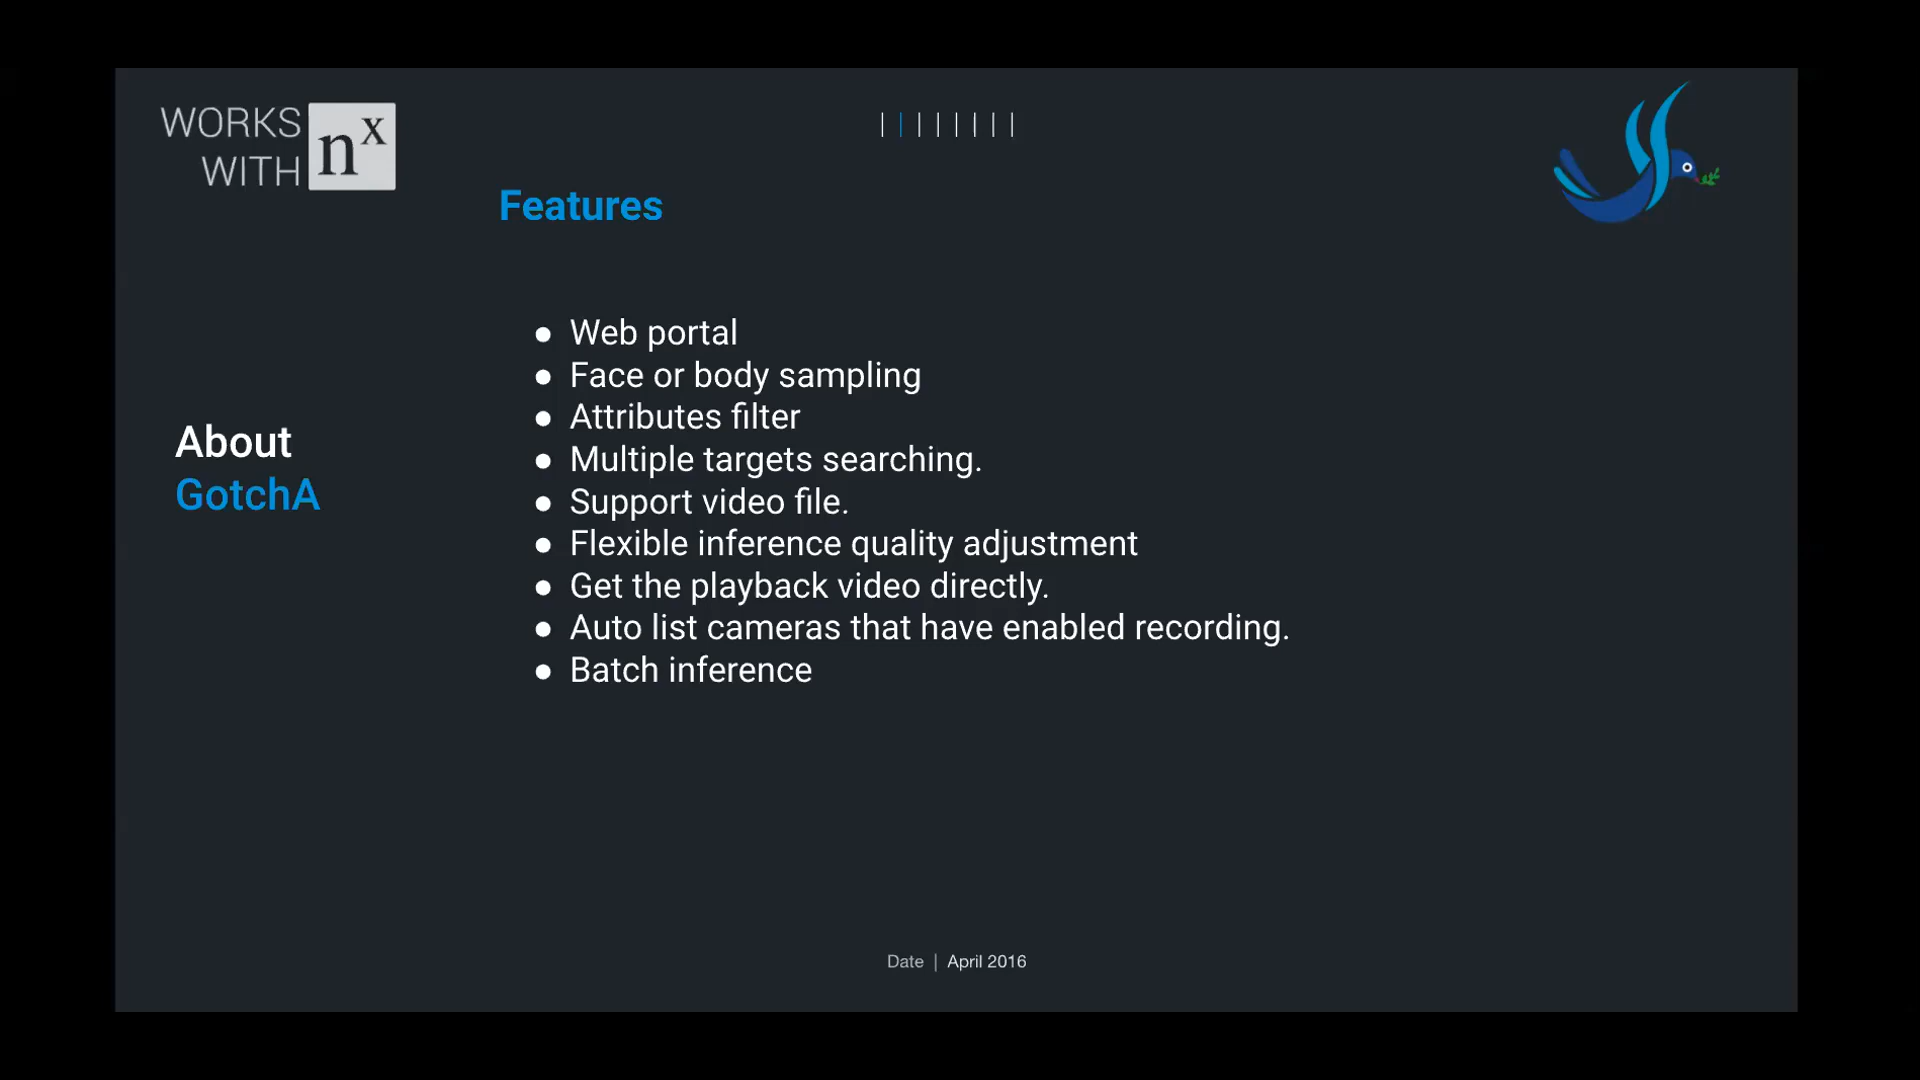 WORKS
WITH
nx
Features
About
GotchA
● Web portal
● Face or body sampling
● Attributes filter
● Multiple targets searching.
● Support video file.
● Flexible inference quality adjustment
● Get the playback video directly.
● Auto list cameras that have enabled recording.
● Batch inference
Date | April 2016